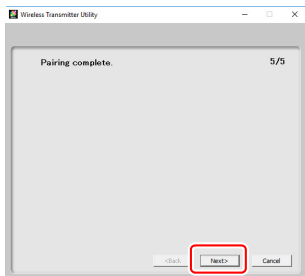 Wireless Transmitter Utility
Pairing complete. 5/5
<Back Next> Cancel